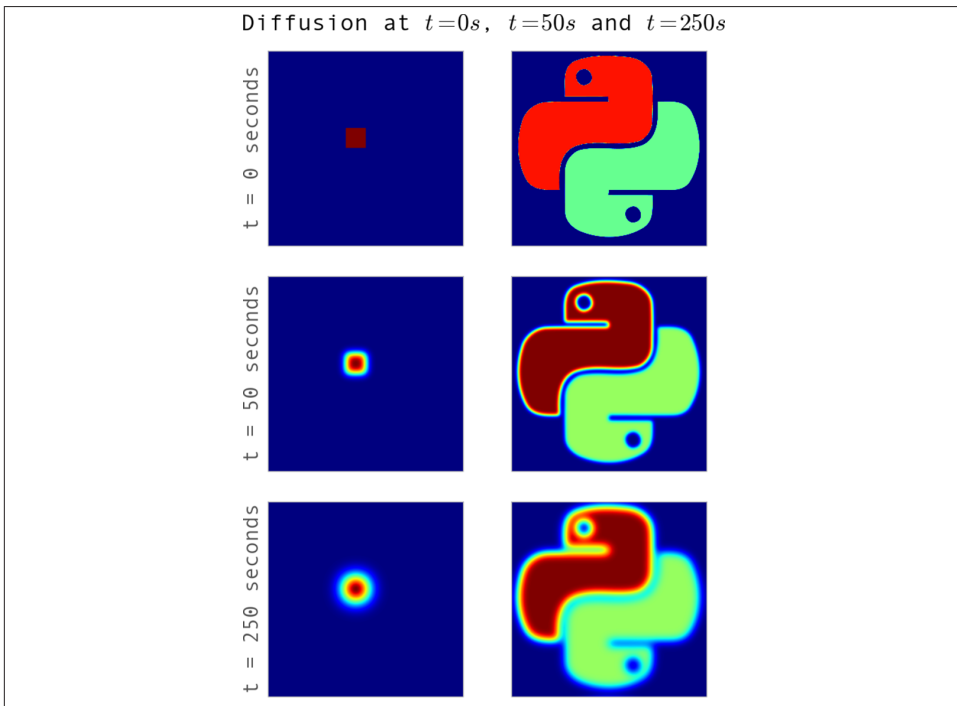 Diffusion at t=0s, t=50s and t=250s
t = 0 seconds
t = 50 seconds
t = 250 seconds